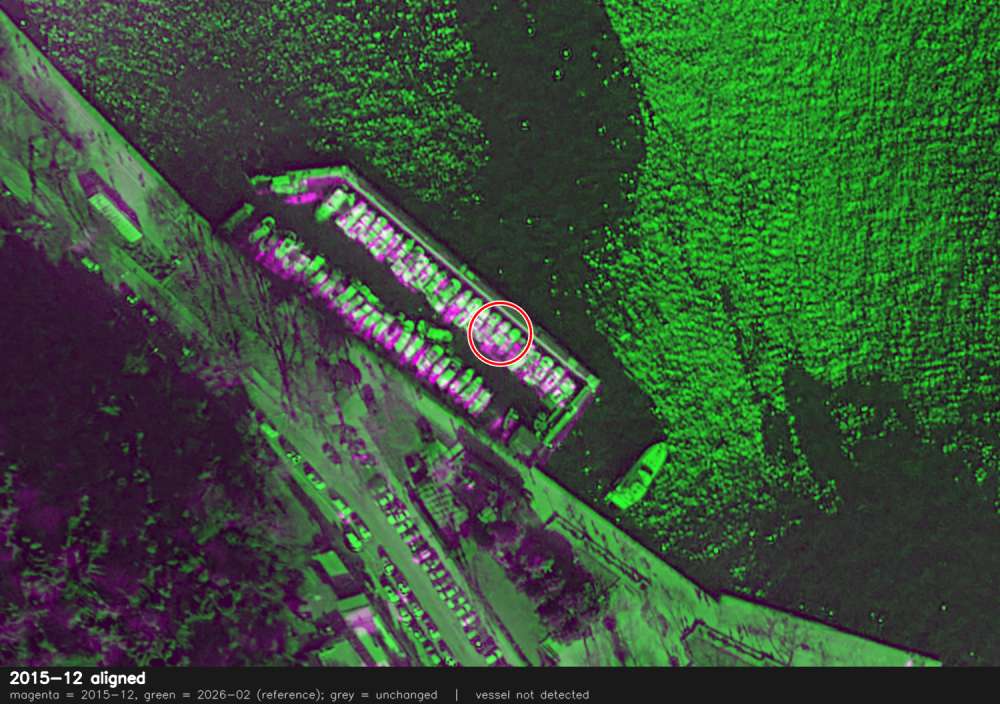 2015-12 aligned
magenta = 2015-12, green = 2026-02 (reference); grey = unchanged | vessel not detected